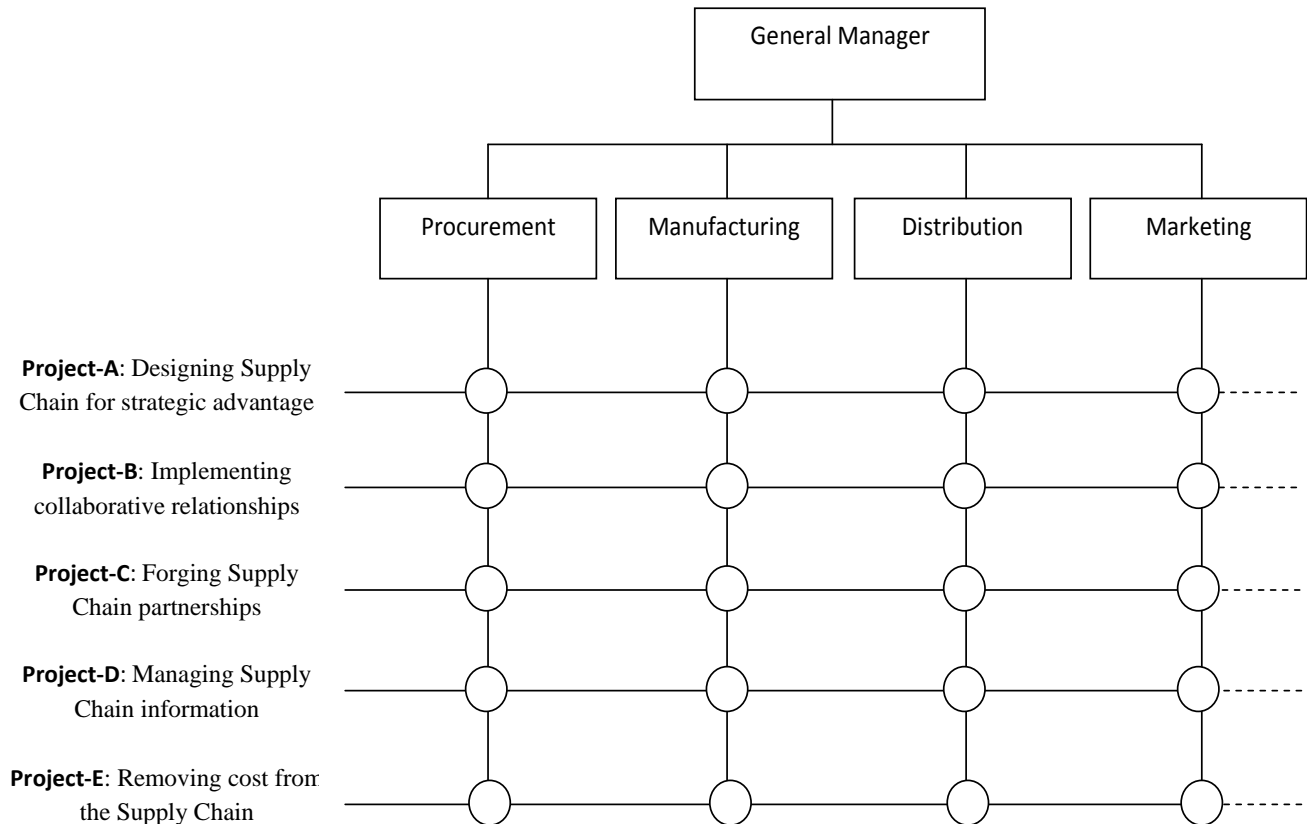 General Manager
Procurement
Manufacturing
Distribution
Marketing
Project-A: Designing Supply
Chain for strategic advantage
Project-B: Implementing
collaborative relationships
Project-C: Forging Supply
Chain partnerships
Project-D: Managing Supply
Chain information
Project-E: Removing cost from
the Supply Chain